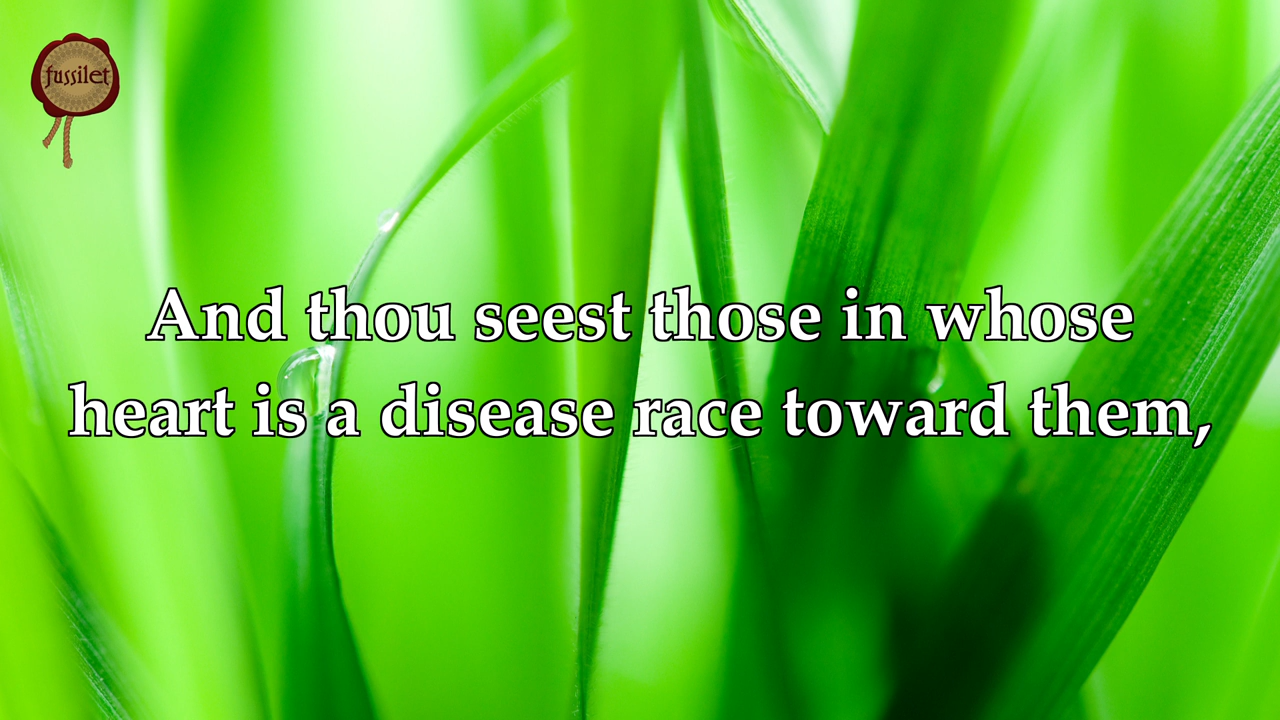 fussilet
And thou seest those in whose
heart is a disease race toward them,